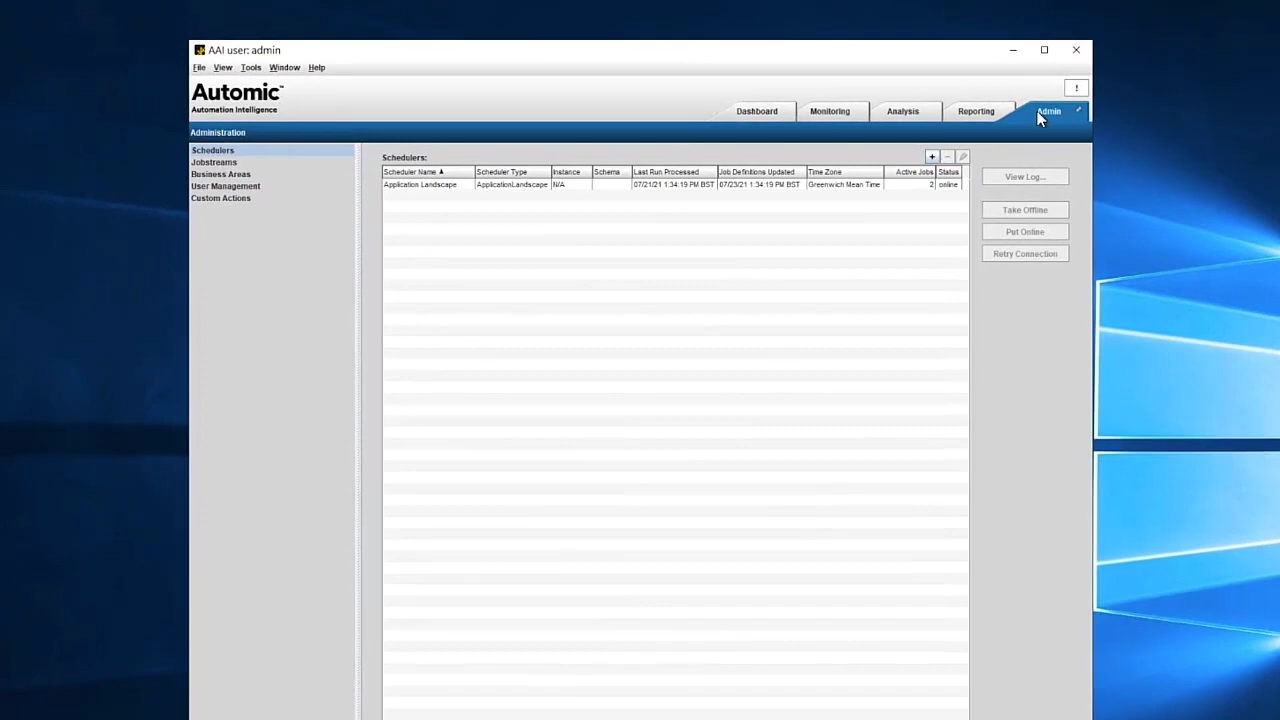 AAI user: admin
File View Tools Window Help
Automic™
Automation Intelligence
!
Dashboard Monitoring Analysis Reporting Admin
Administration
Schedulers
Jobstreams
Business Areas
User Management
Custom Actions
Schedulers:
Scheduler Name Scheduler Type Instance Schema Last Run Processed Job Definitions Updated Time Zone Active Jobs Status
Application Landscape ApplicationLandscape N/A 07/21/21 1:34:19 PM BST 07/23/21 1:34:19 PM BST Greenwich Mean Time 2 online
View Log...
Take Offline
Put Online
Retry Connection